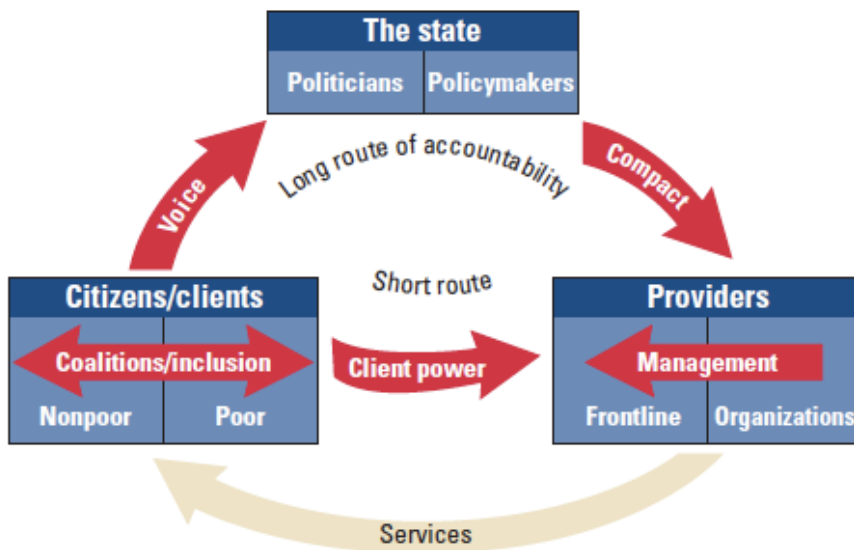 The state
Politicians
Policymakers
Long route of accountability
Voice
Compact
Short route
Citizens/clients
Coalitions/inclusion
Nonpoor
Poor
Client power
Providers
Management
Frontline
Organizations
Services